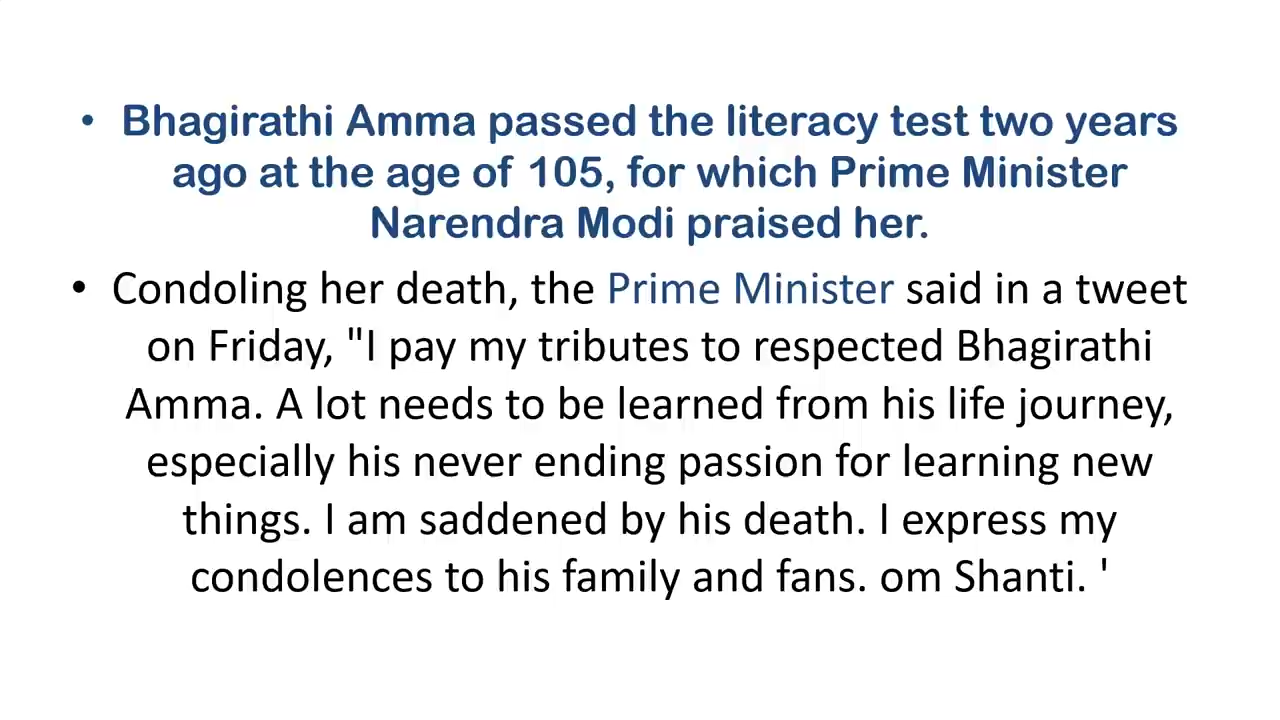 • Bhagirathi Amma passed the literacy test two years
ago at the age of 105, for which Prime Minister
Narendra Modi praised her.
• Condoling her death, the Prime Minister said in a tweet
on Friday, "I pay my tributes to respected Bhagirathi
Amma. A lot needs to be learned from his life journey,
especially his never ending passion for learning new
things. I am saddened by his death. I express my
condolences to his family and fans. om Shanti. '